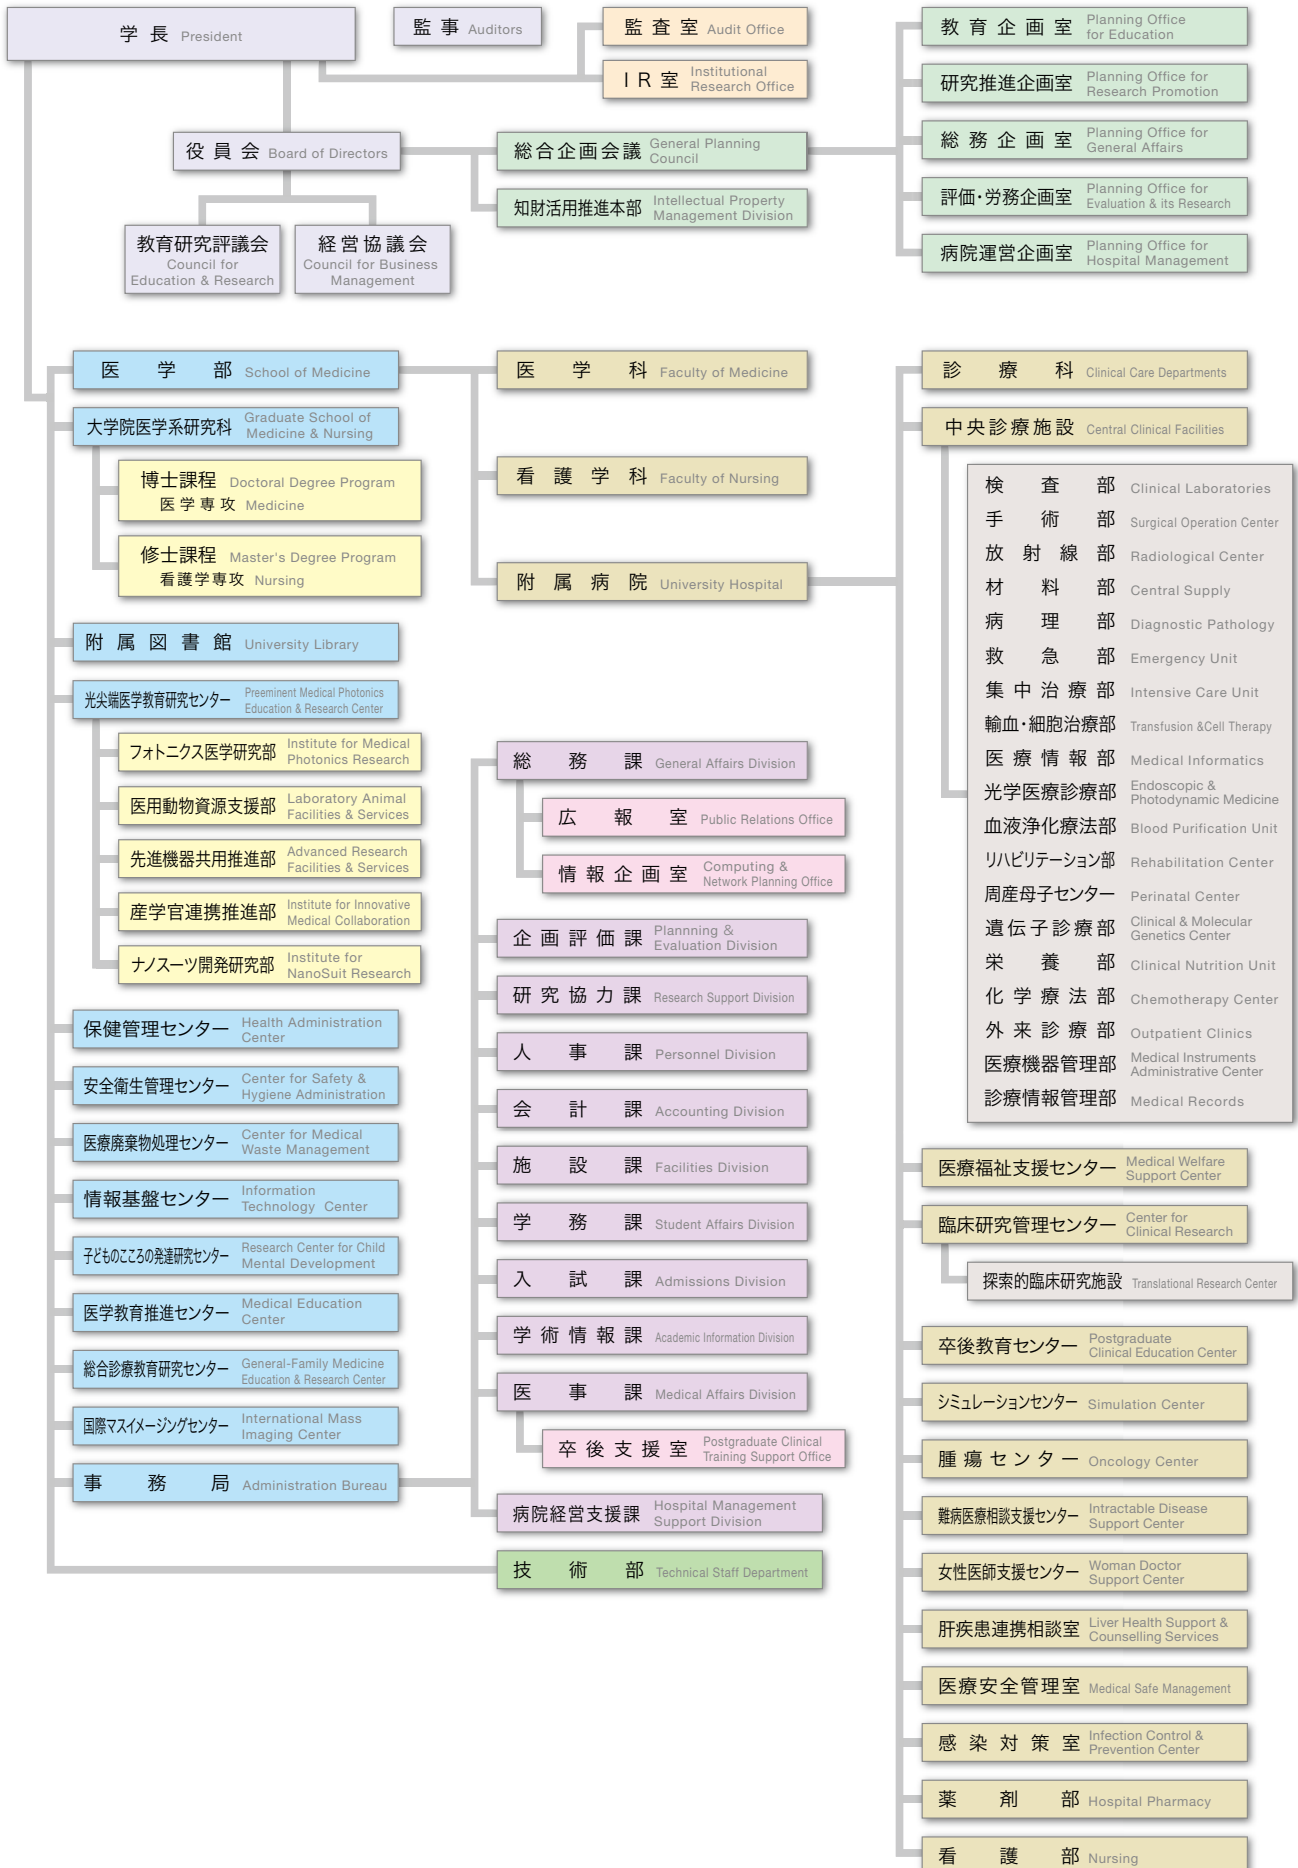 学長 President
監事 Auditors
監査室 Audit Office
IR室 Institutional
Research Office
教育企画室 Planning Office
for Education
研究推進企画室 Planning Office for
Research Promotion
総務企画室 Planning Office for
General Affairs
評価・労務企画室 Planning Office for
Evaluation & its Research
病院運営企画室 Planning Office for
Hospital Management
役員会 Board of Directors
総合企画会議 General Planning
Council
知財活用推進本部 Intellectual Property
Management Division
教育研究評議会
Council for
Education & Research
経営協議会
Council for Business
Management
医学部 School of Medicine
大学院医学系研究科 Graduate School of
Medicine & Nursing
博士課程 Doctoral Degree Program
医学専攻 Medicine
修士課程 Master's Degree Program
看護学専攻 Nursing
附属図書館 University Library
光尖端医学教育研究センター Preeminent Medical Photonics
Education & Research Center
フォトニクス医学研究部 Institute for Medical
Photonics Research
医用動物資源支援部 Laboratory Animal
Facilities & Services
先進機器共用推進部 Advanced Research
Facilities & Services
産学官連携推進部 Institute for Innovative
Medical Collaboration
ナノスーツ開発研究部 Institute for
NanoSuit Research
保健管理センター Health Administration
Center
安全衛生管理センター Center for Safety &
Hygiene Administration
医療廃棄物処理センター Center for Medical
Waste Management
情報基盤センター Information
Technology Center
子どものこころの発達研究センター Research Center for Child
Mental Development
医学教育推進センター Medical Education
Center
総合診療教育研究センター General-Family Medicine
Education & Research Center
国際マスイメージングセンター International Mass
Imaging Center
事務局 Administration Bureau
医学科 Faculty of Medicine
看護学科 Faculty of Nursing
附属病院 University Hospital
総務課 General Affairs Division
広報室 Public Relations Office
情報企画室 Computing &
Network Planning Office
企画評価課 Plannning &
Evaluation Division
研究協力課 Research Support Division
人事課 Personnel Division
会計課 Accounting Division
施設課 Facilities Division
学務課 Student Affairs Division
入試課 Admissions Division
学術情報課 Academic Information Division
医事課 Medical Affairs Division
卒後支援室 Postgraduate Clinical
Training Support Office
病院経営支援課 Hospital Management
Support Division
技術部 Technical Staff Department
診療科 Clinical Care Departments
中央診療施設 Central Clinical Facilities
検査部 Clinical Laboratories
手術部 Surgical Operation Center
放射線部 Radiological Center
材料部 Central Supply
病理部 Diagnostic Pathology
救急部 Emergency Unit
集中治療部 Intensive Care Unit
輸血・細胞治療部 Transfusion &Cell Therapy
医療情報部 Medical Informatics
光学医療診療部 Endoscopic &
Photodynamic Medicine
血液浄化療法部 Blood Purification Unit
リハビリテーション部 Rehabilitation Center
周産母子センター Perinatal Center
遺伝子診療部 Clinical & Molecular
Genetics Center
栄養部 Clinical Nutrition Unit
化学療法部 Chemotherapy Center
外来診療部 Outpatient Clinics
医療機器管理部 Medical Instruments
Administrative Center
診療情報管理部 Medical Records
医療福祉支援センター Medical Welfare
Support Center
臨床研究管理センター Center for
Clinical Research
探索的臨床研究施設 Translational Research Center
卒後教育センター Postgraduate
Clinical Education Center
シミュレーションセンター Simulation Center
腫瘍センター Oncology Center
難病医療相談支援センター Intractable Disease
Support Center
女性医師支援センター Woman Doctor
Support Center
肝疾患連携相談室 Liver Health Support &
Counselling Services
医療安全管理室 Medical Safe Management
感染対策室 Infection Control &
Prevention Center
薬剤部 Hospital Pharmacy
看護部 Nursing